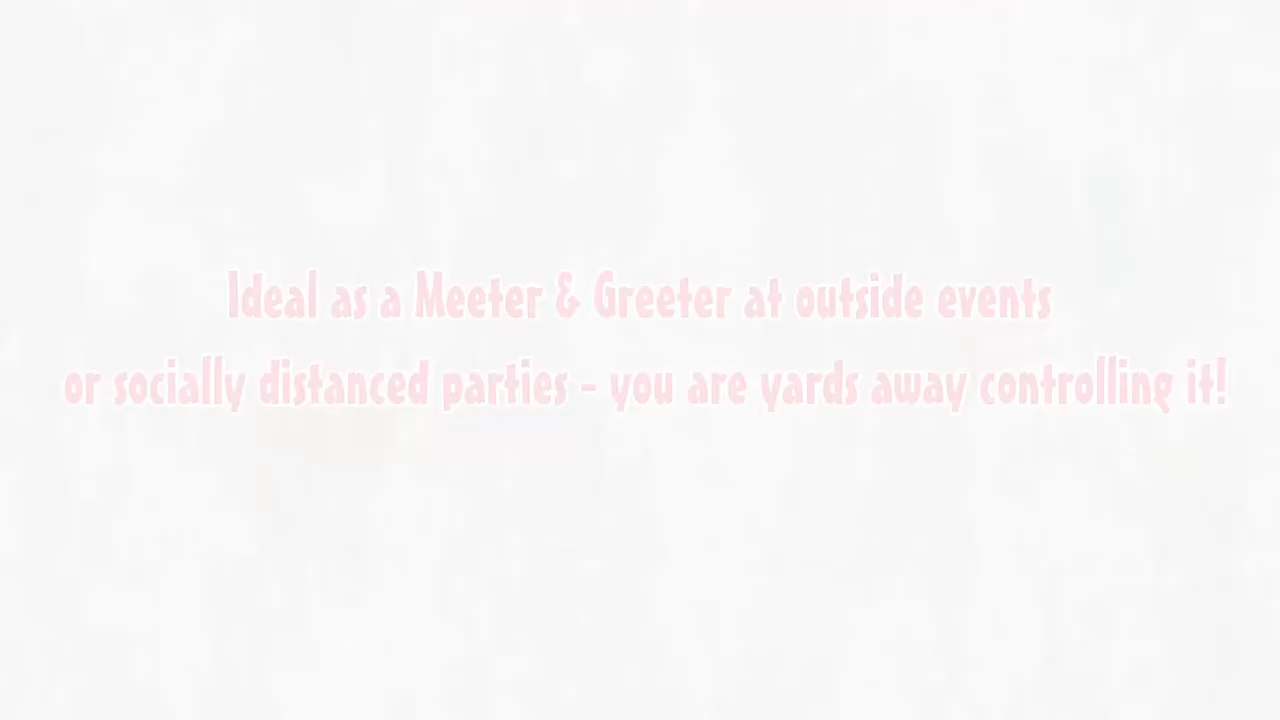 Ideal as a Meeter & Greeter at outside events
or socially distanced parties - you are yards away controlling it!